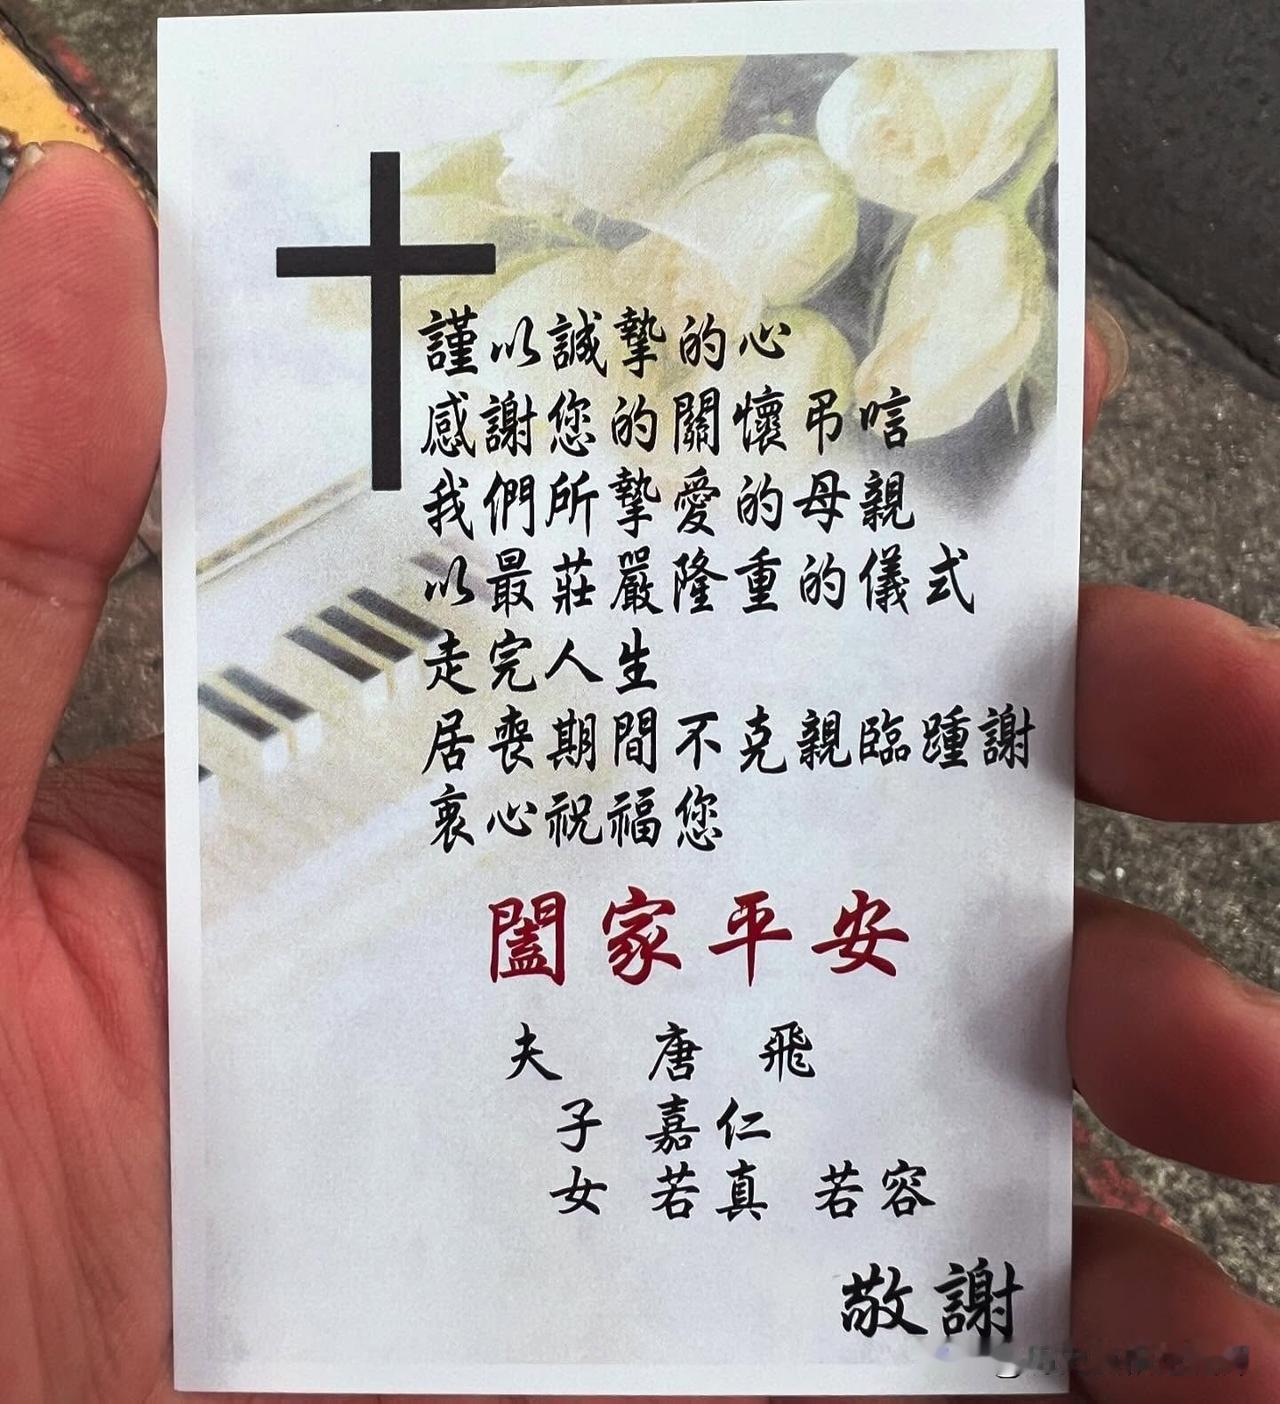 謹以誠摯的心
感謝您的關懷弔唁
我們所摯愛的母親
以最莊嚴隆重的儀式
走完人生
居喪期間不克親臨踵謝
衷心祝福您
闔家平安
夫 唐飛
子 嘉仁
女 若真 若容
敬謝